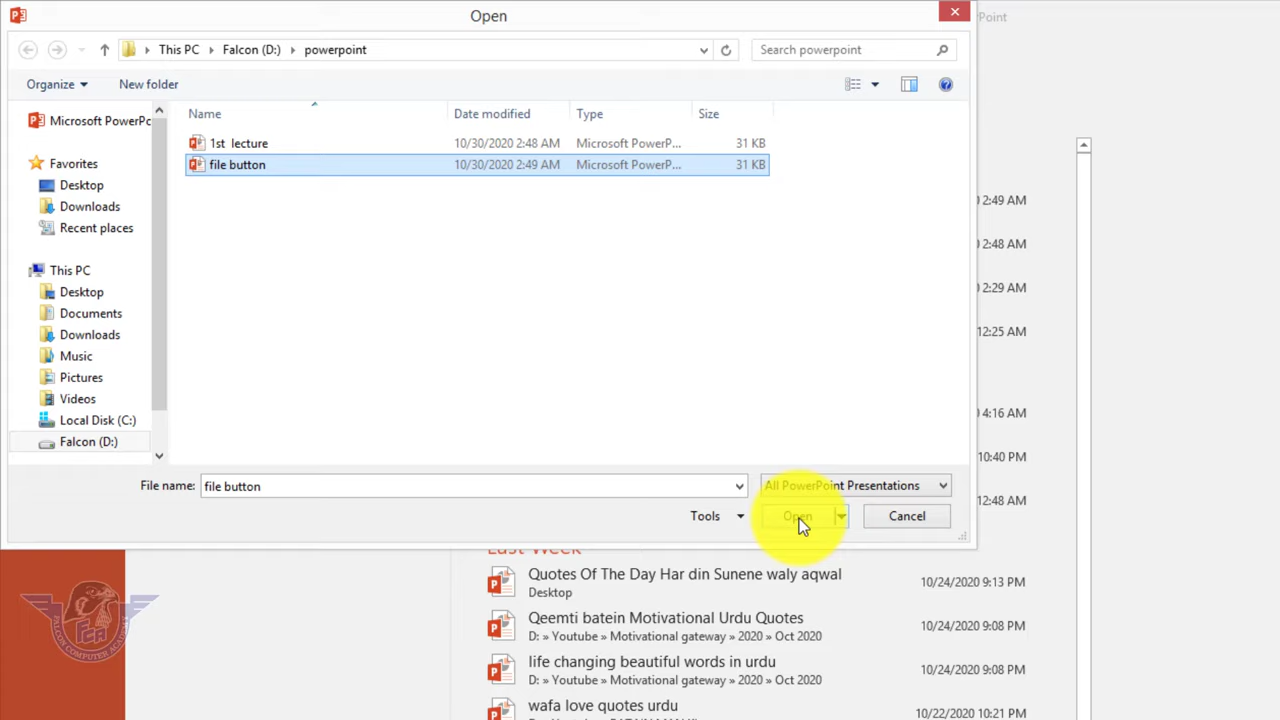 Open
Point
This PC Falcon (D:) powerpoint
Search powerpoint
Organize New folder
Name Date modified Type Size
Microsoft PowerPc
1st lecture 10/30/2020 2:48 AM Microsoft PowerP... 31 KB
file button 10/30/2020 2:49 AM Microsoft PowerP... 31 KB
Favorites
Desktop
Downloads
Recent places
This PC
Desktop
Documents
Downloads
Music
Pictures
Videos
Local Disk (C:)
Falcon (D:)
2:49 AM
2:48 AM
2:29 AM
12:25 AM
4:16 AM
10:40 PM
12:48 AM
File name: file button All PowerPoint Presentations
Tools Open Cancel
Last Week
Quotes Of The Day Har din Sunene waly aqwal 10/24/2020 9:13 PM
Desktop
Qeemti batein Motivational Urdu Quotes 10/24/2020 9:08 PM
D: » Youtube » Motivational gateway » 2020 » Oct 2020
life changing beautiful words in urdu 10/24/2020 9:08 PM
D: » Youtube » Motivational gateway » 2020 » Oct 2020
wafa love quotes urdu 10/22/2020 10:21 PM
FCA
FALCON COMPUTER ACADEMY